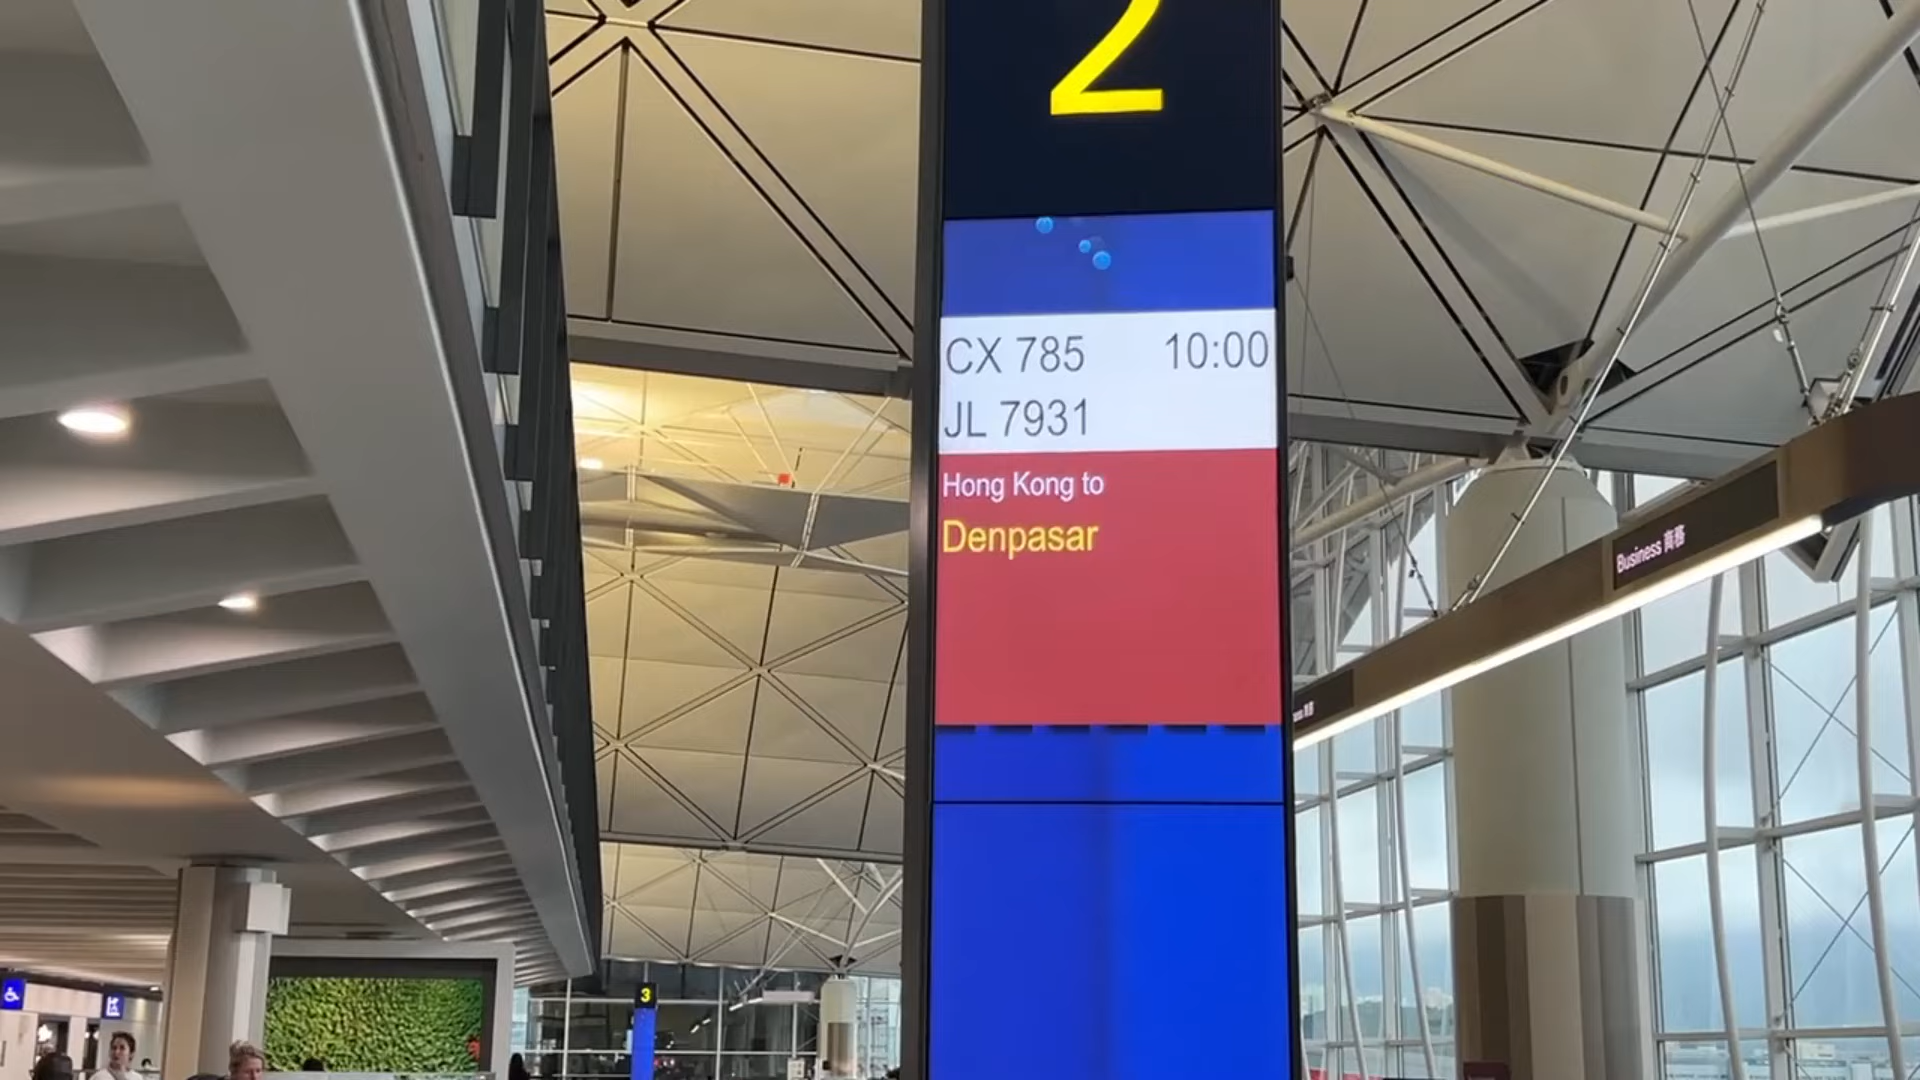 2
CX 785 10:00
JL 7931
Hong Kong to
Denpasar
Business 商務
3